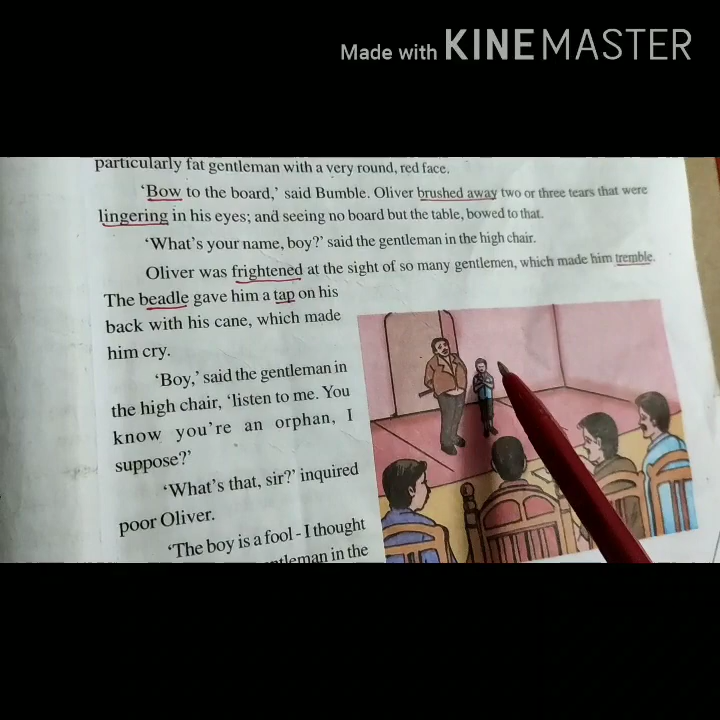 Made with KINEMASTER
particularly fat gentleman with a very round, red face.
‘Bow to the board,’ said Bumble. Oliver brushed away two or three tears that were
lingering in his eyes; and seeing no board but the table, bowed to that.
‘What’s your name, boy?’ said the gentleman in the high chair.
Oliver was frightened at the sight of so many gentlemen, which made him tremble.
The beadle gave him a tap on his
back with his cane, which made
him cry.
‘Boy,’ said the gentleman in
the high chair, ‘listen to me. You
know you’re an orphan, I
suppose?’
‘What’s that, sir?’ inquired
poor Oliver.
‘The boy is a fool - I thought
gentleman in the